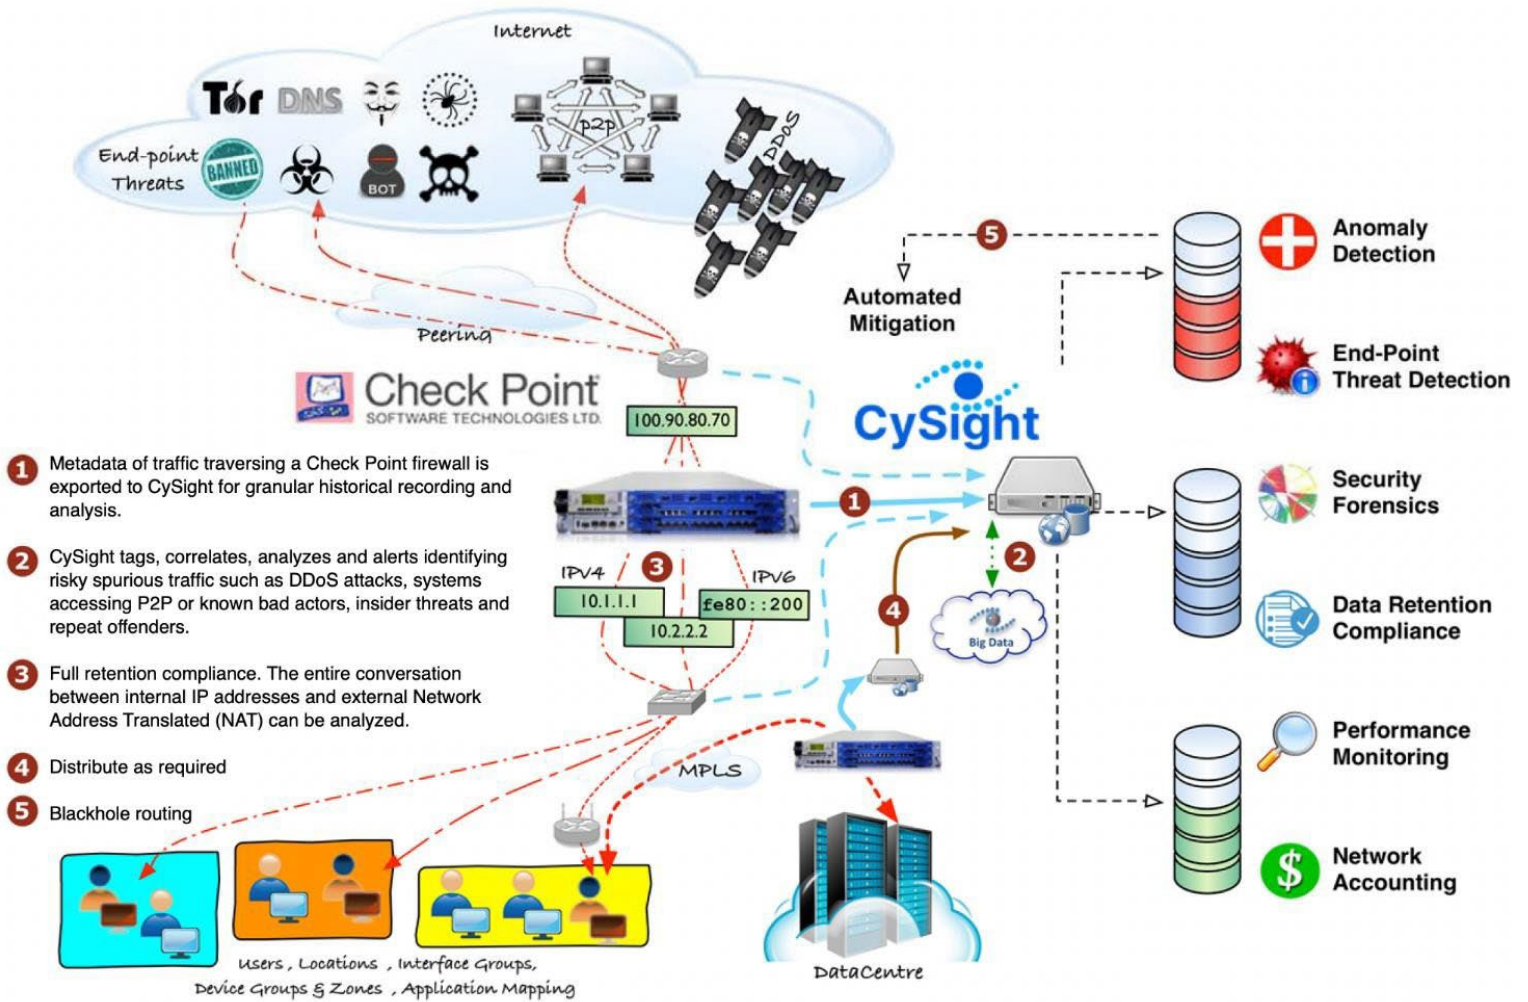 Internet
Tor
DNS
p2p
DDoS
End-point
Threats
BANNED
BOT
Peering
5
Automated
Mitigation
Anomaly
Detection
End-Point
Threat Detection
Check Point
SOFTWARE TECHNOLOGIES LTD.
CySight
100.90.80.70
1 Metadata of traffic traversing a Check Point firewall is
exported to CySight for granular historical recording and
analysis.
2 CySight tags, correlates, analyzes and alerts identifying
risky spurious traffic such as DDoS attacks, systems
accessing P2P or known bad actors, insider threats and
repeat offenders.
3 Full retention compliance. The entire conversation
between internal IP addresses and external Network
Address Translated (NAT) can be analyzed.
4 Distribute as required
5 Blackhole routing
1
2
3
4
IPV4
IPV6
10.1.1.1
fe80::200
10.2.2.2
Big Data
Security
Forensics
Data Retention
Compliance
MPLS
Performance
Monitoring
$
Network
Accounting
Users , Locations , Interface Groups,
Device Groups & Zones , Application Mapping
DataCentre